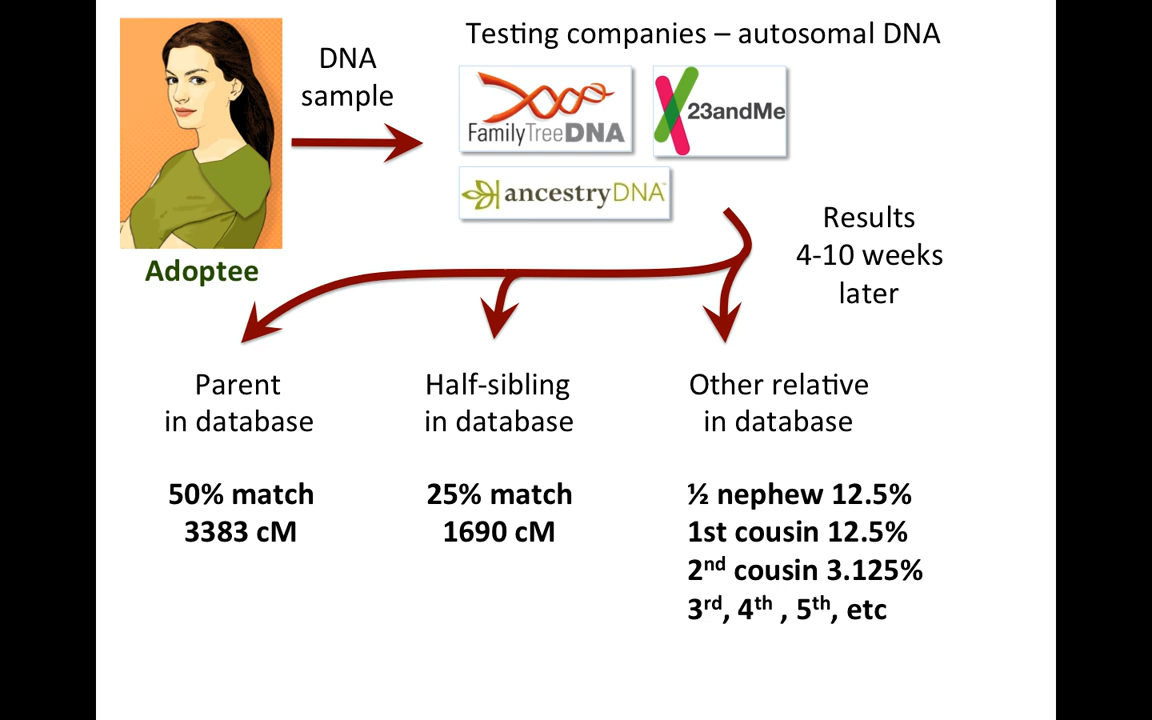 Testing companies – autosomal DNA
DNA
sample
FamilyTreeDNA
23andMe
ancestryDNA™
Adoptee
Results
4-10 weeks
later
Parent
in database
50% match
3383 cM
Half-sibling
in database
25% match
1690 cM
Other relative
in database
½ nephew 12.5%
1st cousin 12.5%
2nd cousin 3.125%
3rd, 4th , 5th, etc